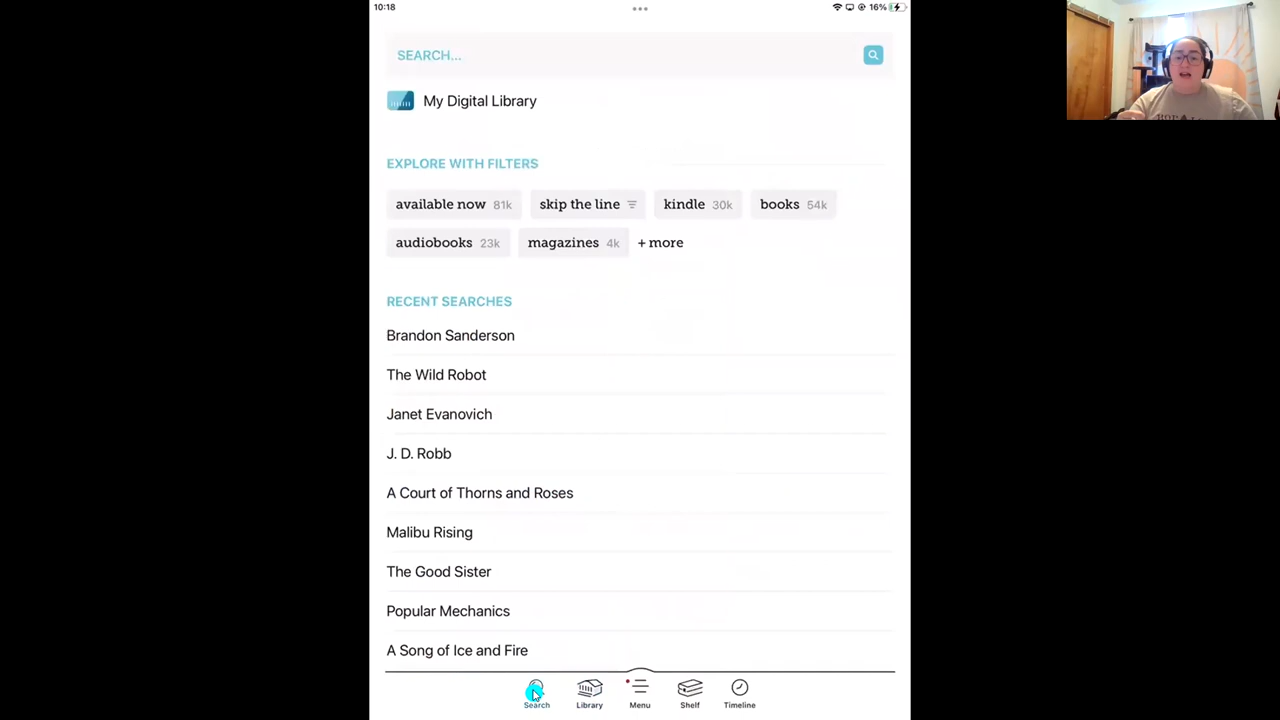 10:18
16%
SEARCH...
My Digital Library
EXPLORE WITH FILTERS
available now 81k
skip the line
kindle 30k
books 54k
audiobooks 23k
magazines 4k
+ more
RECENT SEARCHES
Brandon Sanderson
The Wild Robot
Janet Evanovich
J. D. Robb
A Court of Thorns and Roses
Malibu Rising
The Good Sister
Popular Mechanics
A Song of Ice and Fire
Search
Library
Menu
Shelf
Timeline